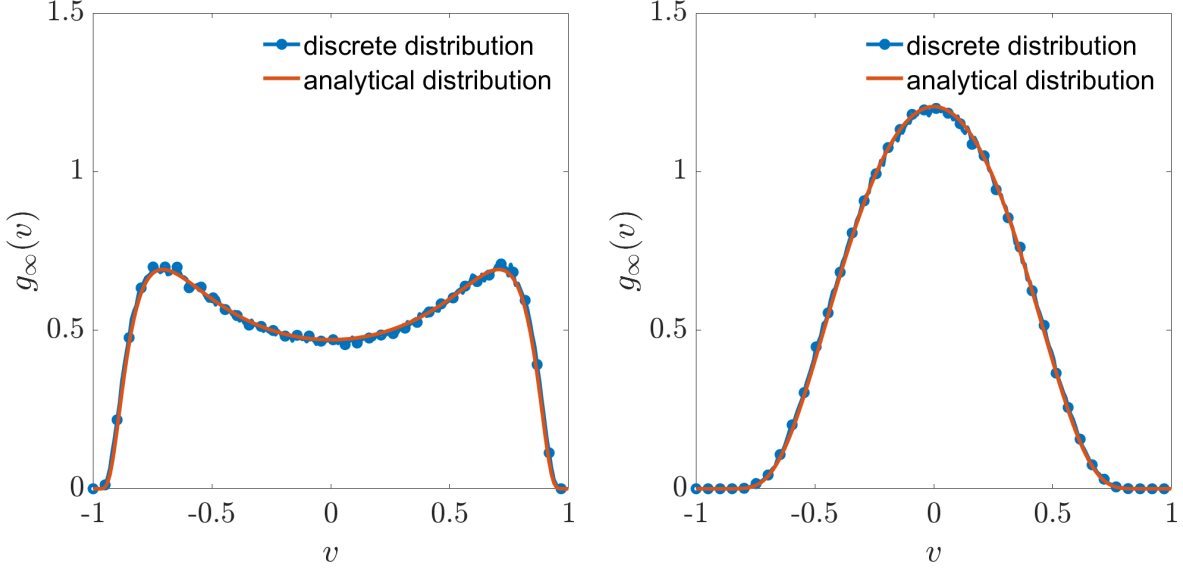 1.5
discrete distribution
analytical distribution
1
g∞(v)
0.5
0
-1 -0.5 0 0.5 1
v
1.5
discrete distribution
analytical distribution
1
g∞(v)
0.5
0
-1 -0.5 0 0.5 1
v